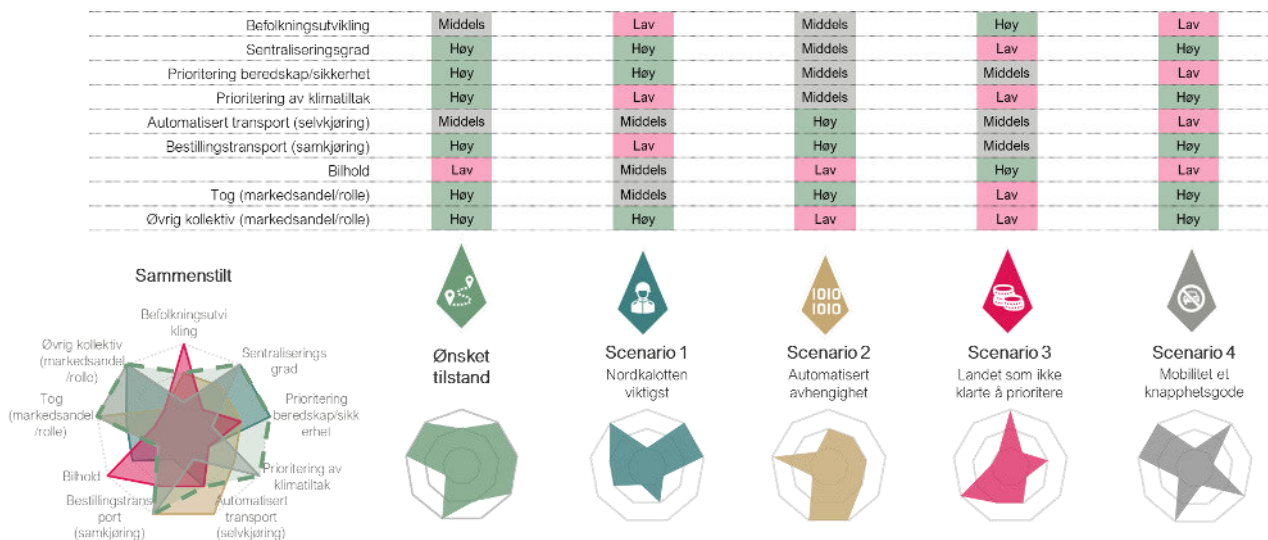 Befolkningsutvikling Middels Lav Middels Høy Lav
Sentraliseringsgrad Høy Høy Middels Lav Høy
Prioritering beredskap/sikkerhet Høy Høy Middels Middels Lav
Prioritering av klimatiltak Høy Lav Middels Lav Høy
Automatisert transport (selvkjøring) Middels Middels Høy Middels Lav
Bestillingstransport (samkjøring) Høy Lav Høy Middels Høy
Bilhold Lav Middels Lav Høy Lav
Tog (markedsandel/rolle) Høy Middels Høy Lav Høy
Øvrig kollektiv (markedsandel/rolle) Høy Høy Lav Lav Høy
Sammenstilt
Befolkningsutvi
kling
Sentraliserings
grad
Prioritering
beredskap/sikk
erhet
Prioritering av
klimatiltak
Automatisert
transport
(selvkjøring)
Bestillingstrans
port
(samkjøring)
Bilhold
Tog
(markedsandel
/rolle)
Øvrig kollektiv
(markedsandel
/rolle)
Ønsket
tilstand
Scenario 1
Nordkalotten
viktigst
1010
1010
Scenario 2
Automatisert
avhengighet
Scenario 3
Landet som ikke
klarte å prioritere
Scenario 4
Mobilitet et
knapphetsgode